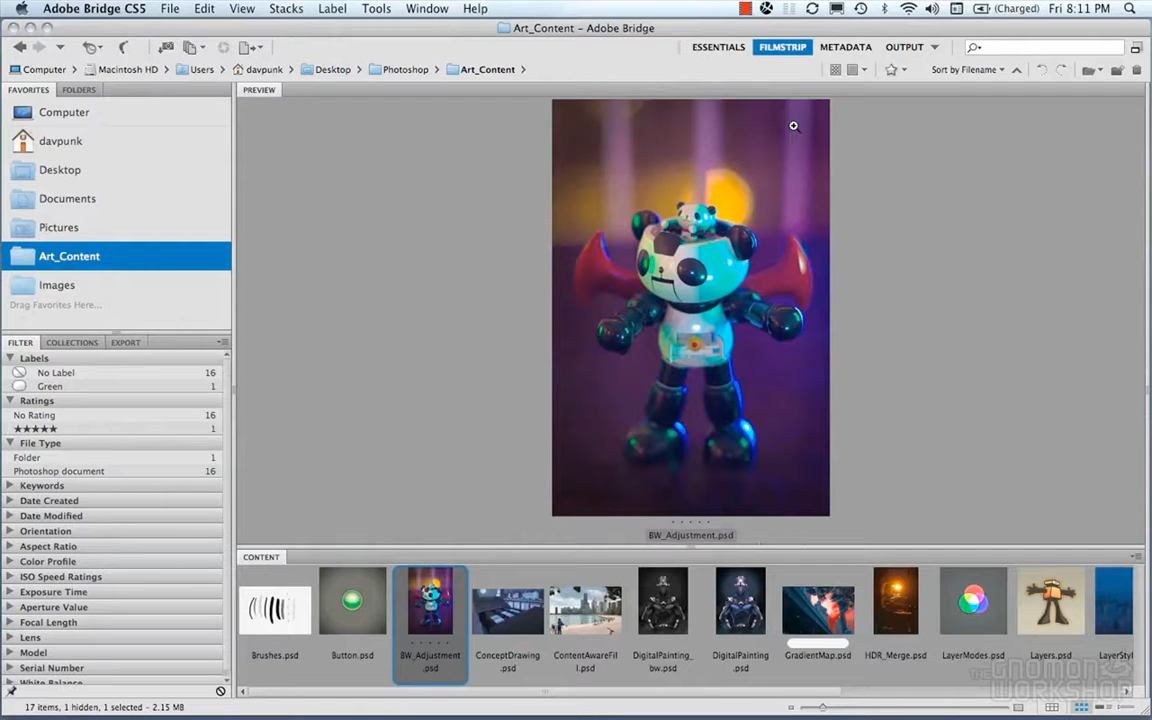 Adobe Bridge CS5 File Edit View Stacks Label Tools Window Help (Charged) Fri 8:11 PM
Art_Content – Adobe Bridge
ESSENTIALS FILMSTRIP METADATA OUTPUT
Computer Macintosh HD Users davpunk Desktop Photoshop Art_Content Sort by Filename
FAVORITES FOLDERS
PREVIEW
Computer
davpunk
Desktop
Documents
Pictures
Art_Content
Images
Drag Favorites Here...
FILTER COLLECTIONS EXPORT
Labels
No Label 16
Green 1
Ratings
No Rating 16
★★★★★ 1
File Type
Folder 1
Photoshop document 16
Keywords
Date Created
Date Modified
Orientation
Aspect Ratio
Color Profile
ISO Speed Ratings
Exposure Time
Aperture Value
Focal Length
Lens
Model
Serial Number
White Balance
BW_Adjustment.psd
CONTENT
Brushes.psd
Button.psd
BW_Adjustment
.psd
ConceptDrawing
.psd
ContentAwareFil
l.psd
DigitalPainting_
bw.psd
DigitalPainting
.psd
GradientMap.psd
HDR_Merge.psd
LayerModes.psd
Layers.psd
LayerStyl
THE GNOMON
WORKSHOP
17 items, 1 hidden, 1 selected – 2.15 MB